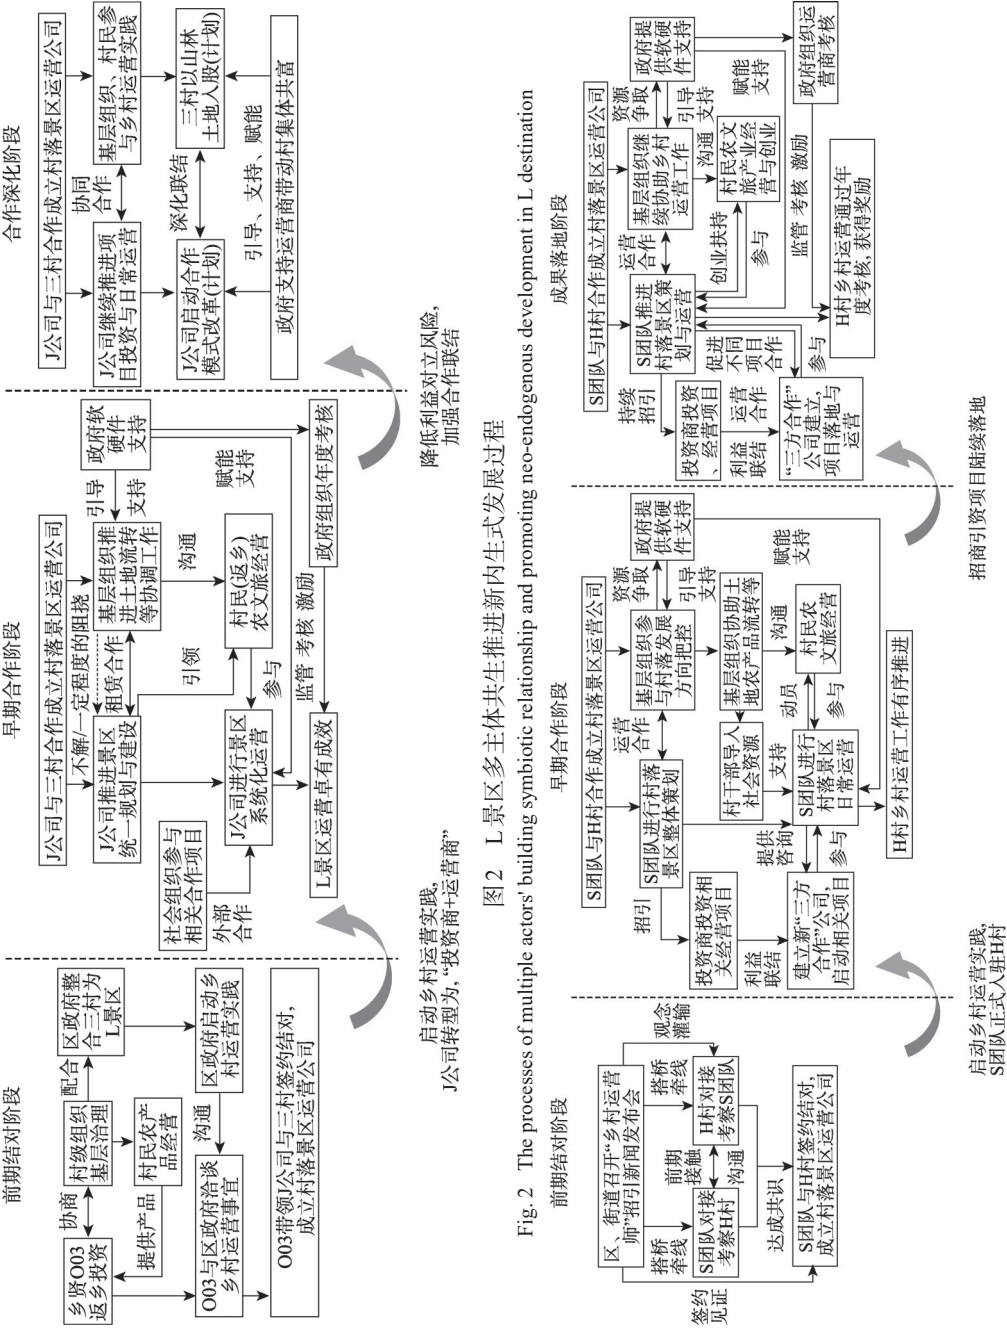 前期结对阶段
乡贤O03
返乡乡投资
协商
村级组织
基层治理
配合
区政府整
合三村为
L景区
提供产品
村民农产
品经营
O03与区政府洽谈
乡村运营事宜
沟通
区政府启动乡
村运营实践
O03带领J公司与三村签约结对,
成立村落景区运营公司
启动乡村运营实践,
J公司转型为,“投资商+运营商”
早期合作阶段
J公司与三村合作成立村落景区运营公司
不解/一定程度的阻挠
J公司推进景区
统一规划与建设
租赁合作
基层组织推
进土地流转
等协调工作
引导
支持
政府软
硬件
支持
社会组织参与
相关合作项目
外部
合作
引领
沟通
J公司进行景区
系统化运营
参与
村民(返乡)
农文旅经营
赋能
支持
L景区运营卓有成效
监管 考核 激励
政府组织年度考核
降低利益对立风险,
加强合作联结
合作深化阶段
J公司与三村合作成立村落景区运营公司
J公司继续推进项
目投资与日常运营
协同
合作
基层组织、村民参
与乡村运营实践
J公司启动合作
模式改革(计划)
深化联结
三村以山林
土地入股(计划)
引导、支持、赋能
政府支持运营商带动村集体共富
图2 L景区多主体共生推进新内生式发展过程
Fig. 2 The processes of multiple actors' building symbiotic relationship and promoting neo-endogenous development in L destination
前期结对阶段
区、街道召开“乡村运营
师”招引新闻发布会
签约
见证
搭桥
牵线
搭桥
牵线
观念
灌输
S团队对接
考察H村
前期
接触
沟通
H村对接
考察S团队
达成共识
S团队与H村签约结对,
成立村落景区运营公司
启动乡村运营实践,
S团队正式入驻H村
早期合作阶段
S团队与H村合作成立村落景区运营公司
招引
S团队进行村落
景区整体策划
运营
合作
基层组织参
与村落发展
方向把控
资源
争取
引导
支持
政府提
供软硬
件支持
投资商投资相
关经营项目
村干部导入
社会资源
基层组织协助土
地农产品流转等
利益
联结
提供
咨询
支持
动员
沟通
赋能
支持
建立新“三方
合作”公司,
启动相关项目
参与
S团队进行
村落景区
日常运营
参与
村民农
文旅经营
H村乡村运营工作有序推进
招商引资项目陆续落地
成果落地阶段
S团队与H村合作成立村落景区运营公司
持续
招引
S团队推进
村落景区策
划与运营
运营
合作
基层组织继
续协助乡村
运营工作
资源
争取
引导
支持
政府提
供软硬
件支持
投资商投资
、经营项目
促进
不同
项目
合作
创业扶持
参与
沟通
村民农文
旅产业经
营与创业
赋能
支持
利益
联结
运营
合作
“三方合作”
公司建立,
项目落地与
运营
参与
监管 考核 激励
政府组织运
营商考核
H村乡村运营通过年
度考核,获得奖励